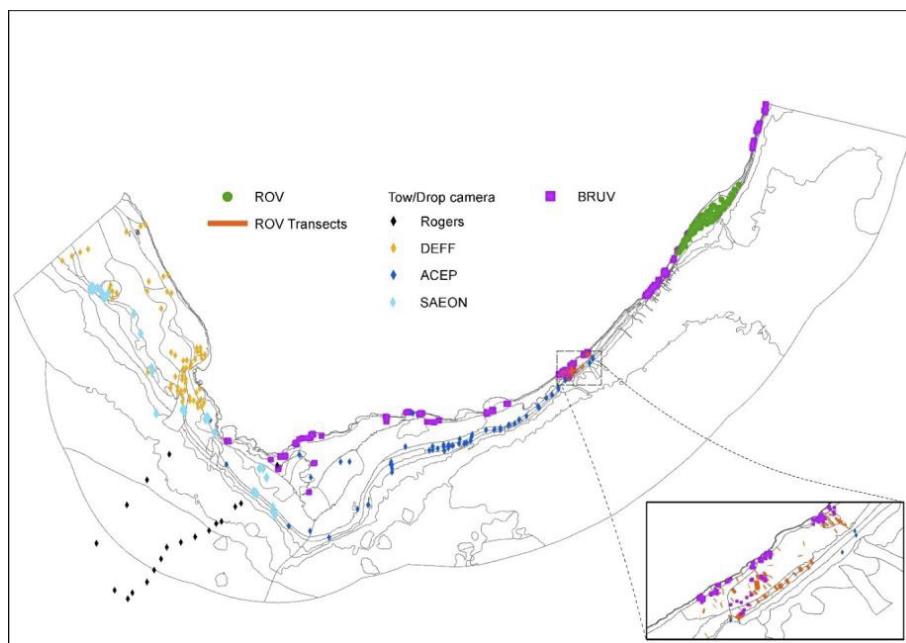 ROV
ROV Transects
Tow/Drop camera
Rogers
DEFF
ACEP
SAEON
BRUV